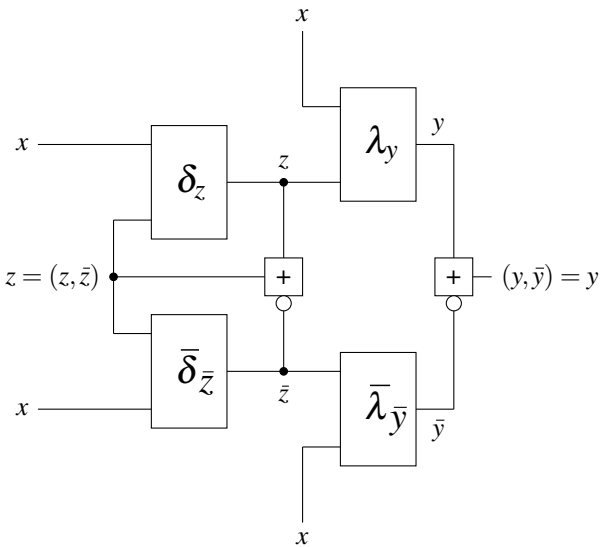 x
λ_y
y
x
δ_z
z
z = (z, z̄)
+
+
(y, ȳ) = y
δ̄_z̄
z̄
λ̄_ȳ
ȳ
x
x